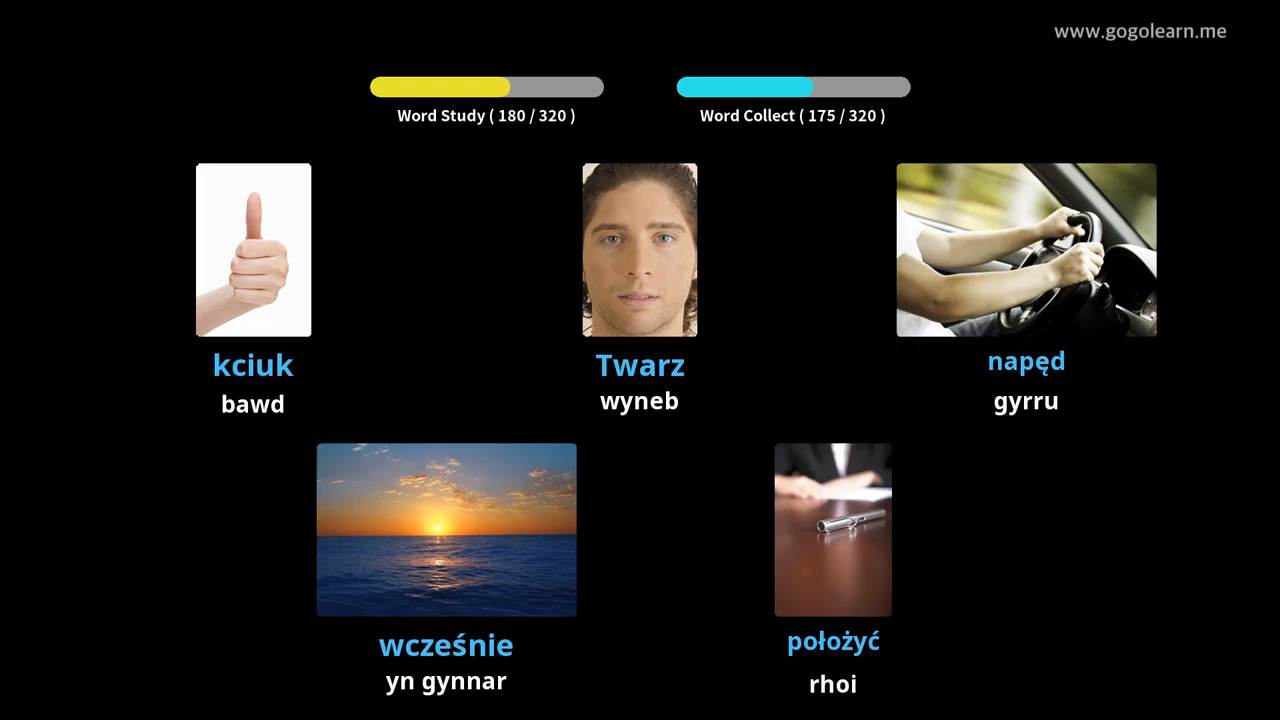 www.gogolearn.me
Word Study ( 180 / 320 )
Word Collect ( 175 / 320 )
kciuk
bawd
Twarz
wyneb
napęd
gyrru
wcześnie
yn gynnar
położyć
rhoi